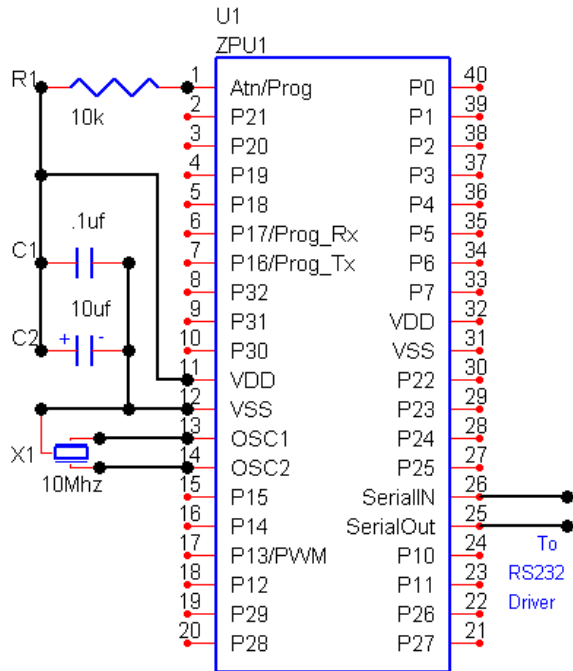 U1
ZPU1
R1 10k 1 Atn/Prog P0 40
2 P21 P1 39
3 P20 P2 38
4 P19 P3 37
5 P18 P4 36
6 P17/Prog_Rx P5 35
C1 .1uf 7 P16/Prog_Tx P6 34
8 P32 P7 33
9 P31 VDD 32
C2 10uf + - 10 P30 VSS 31
11 VDD P22 30
12 VSS P23 29
13 OSC1 P24 28
X1 10Mhz 14 OSC2 P25 27
15 P15 SerialIN 26
16 P14 SerialOut 25
17 P13/PWM P10 24
18 P12 P11 23
19 P29 P26 22
20 P28 P27 21
To
RS232
Driver